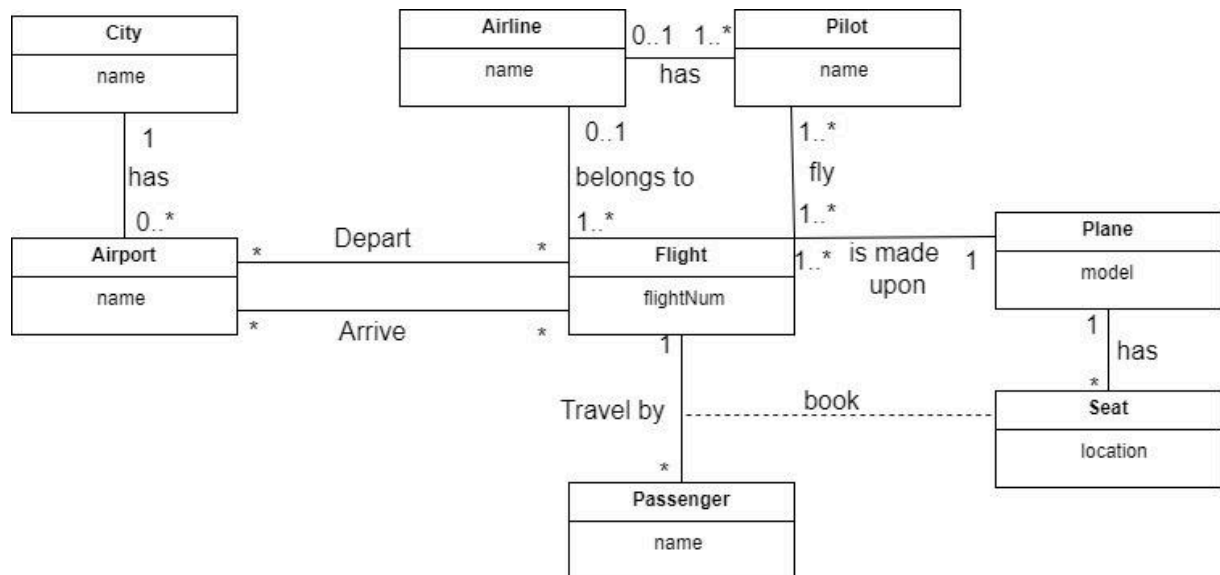 City
name
1
has
0..*
Airline
name
0..1 1..*
has
Pilot
name
0..1
belongs to
1..*
1..*
fly
1..*
Airport
name
* Depart *
* Arrive *
Flight
flightNum
1..* is made 1
upon
Plane
model
1
has
*
1
Travel by
*
book
Seat
location
Passenger
name